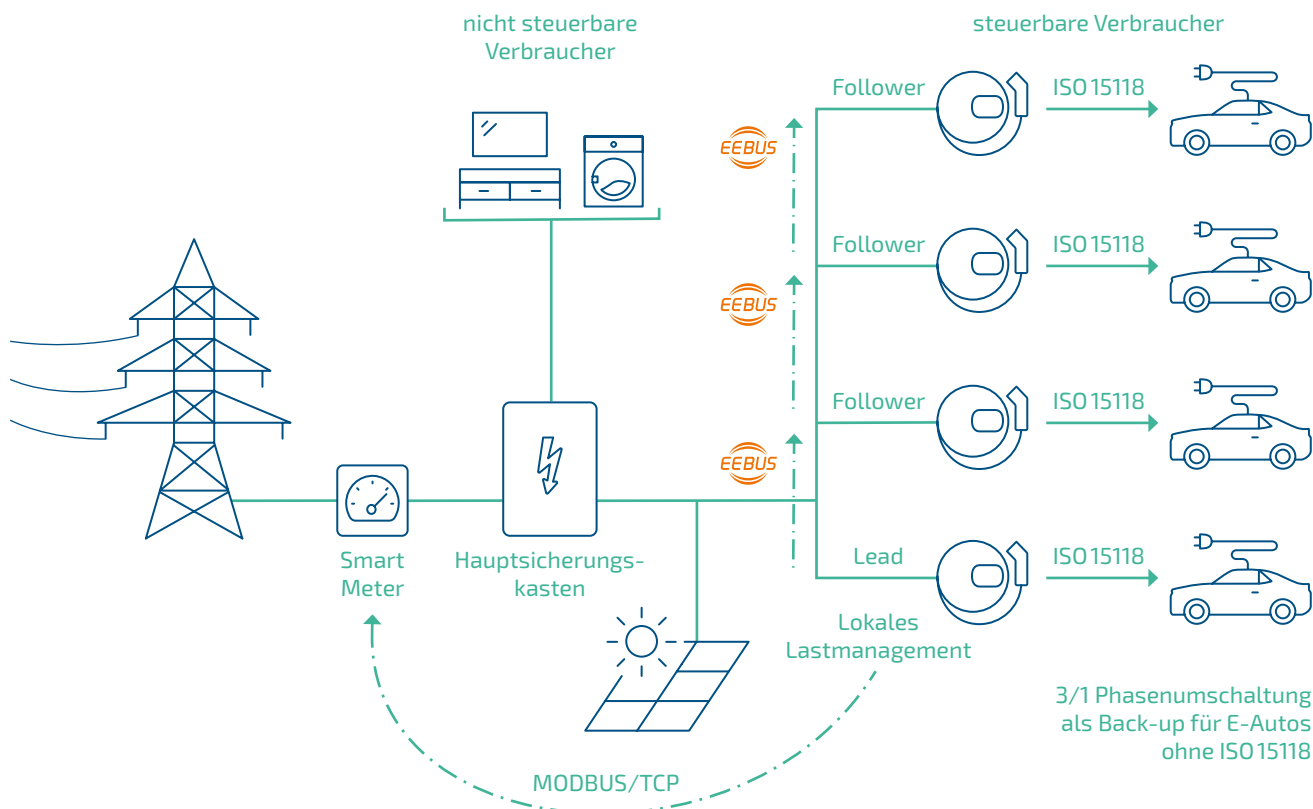 nicht steuerbare
Verbraucher
steuerbare Verbraucher
Follower
ISO 15118
EEBUS
Follower
ISO 15118
EEBUS
Follower
ISO 15118
EEBUS
Smart
Meter
Hauptsicherungs-
kasten
Lead
ISO 15118
Lokales
Lastmanagement
3/1 Phasenumschaltung
als Back-up für E-Autos
ohne ISO 15118
MODBUS/TCP